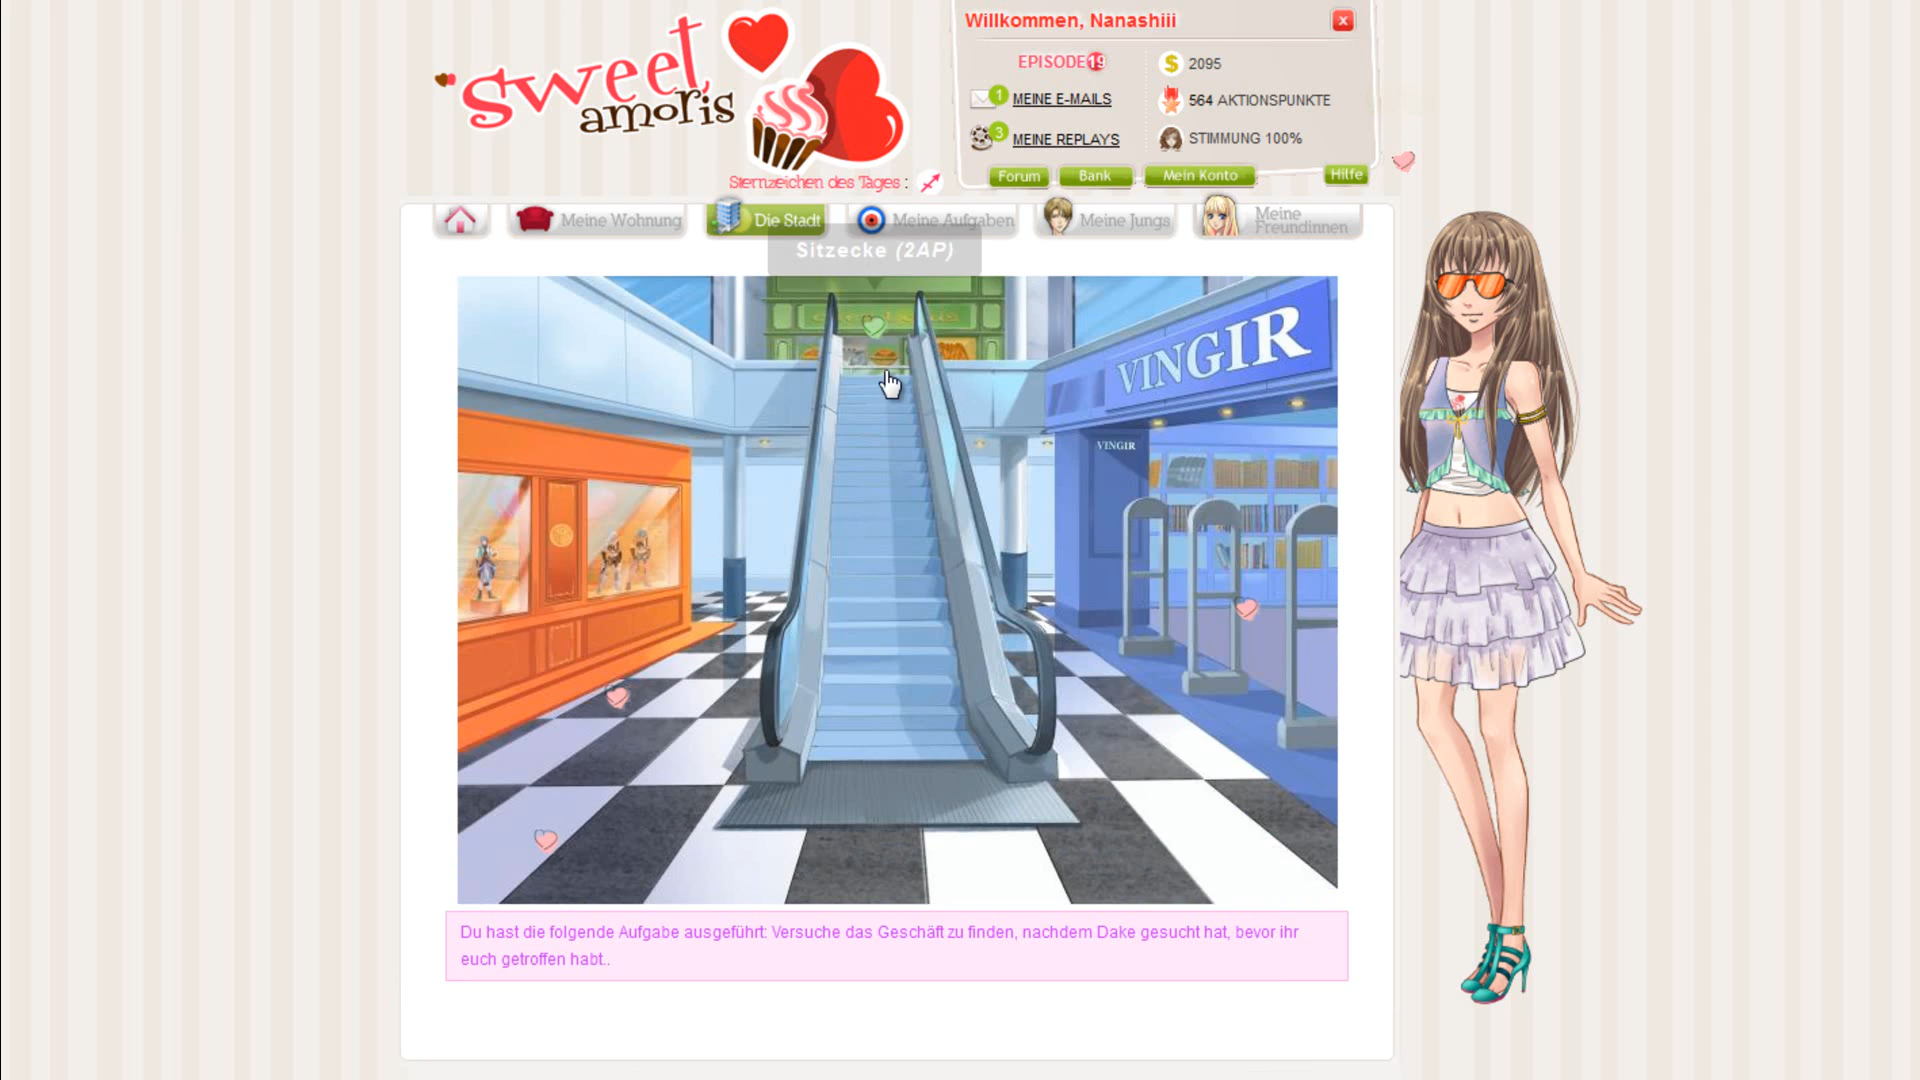 sweet
amoris
Sternzeichen des Tages :
Willkommen, Nanashiii
x
EPISODE 19
1 MEINE E-MAILS
3 MEINE REPLAYS
$ 2095
564 AKTIONSPUNKTE
STIMMUNG 100%
Forum
Bank
Mein Konto
Hilfe
Meine Wohnung
Die Stadt
Meine Aufgaben
Meine Jungs
Meine
Freundinnen
Sitzecke (2AP)
VINGIR
VINGIR
Du hast die folgende Aufgabe ausgeführt: Versuche das Geschäft zu finden, nachdem Dake gesucht hat, bevor ihr
euch getroffen habt..